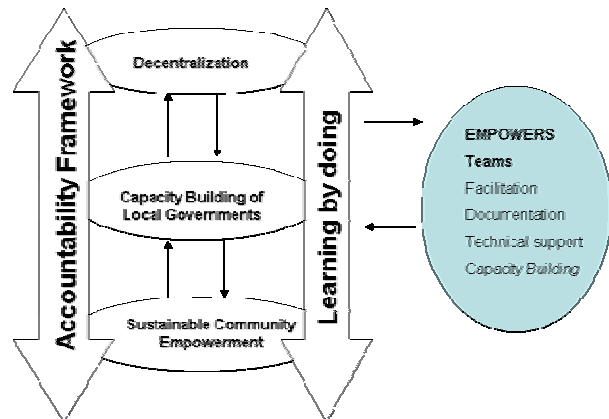 Accountability Framework
Decentralization
Capacity Building of
Local Governments
Sustainable Community
Empowerment
Learning by doing
EMPOWERS
Teams
Facilitation
Documentation
Technical support
Capacity Building